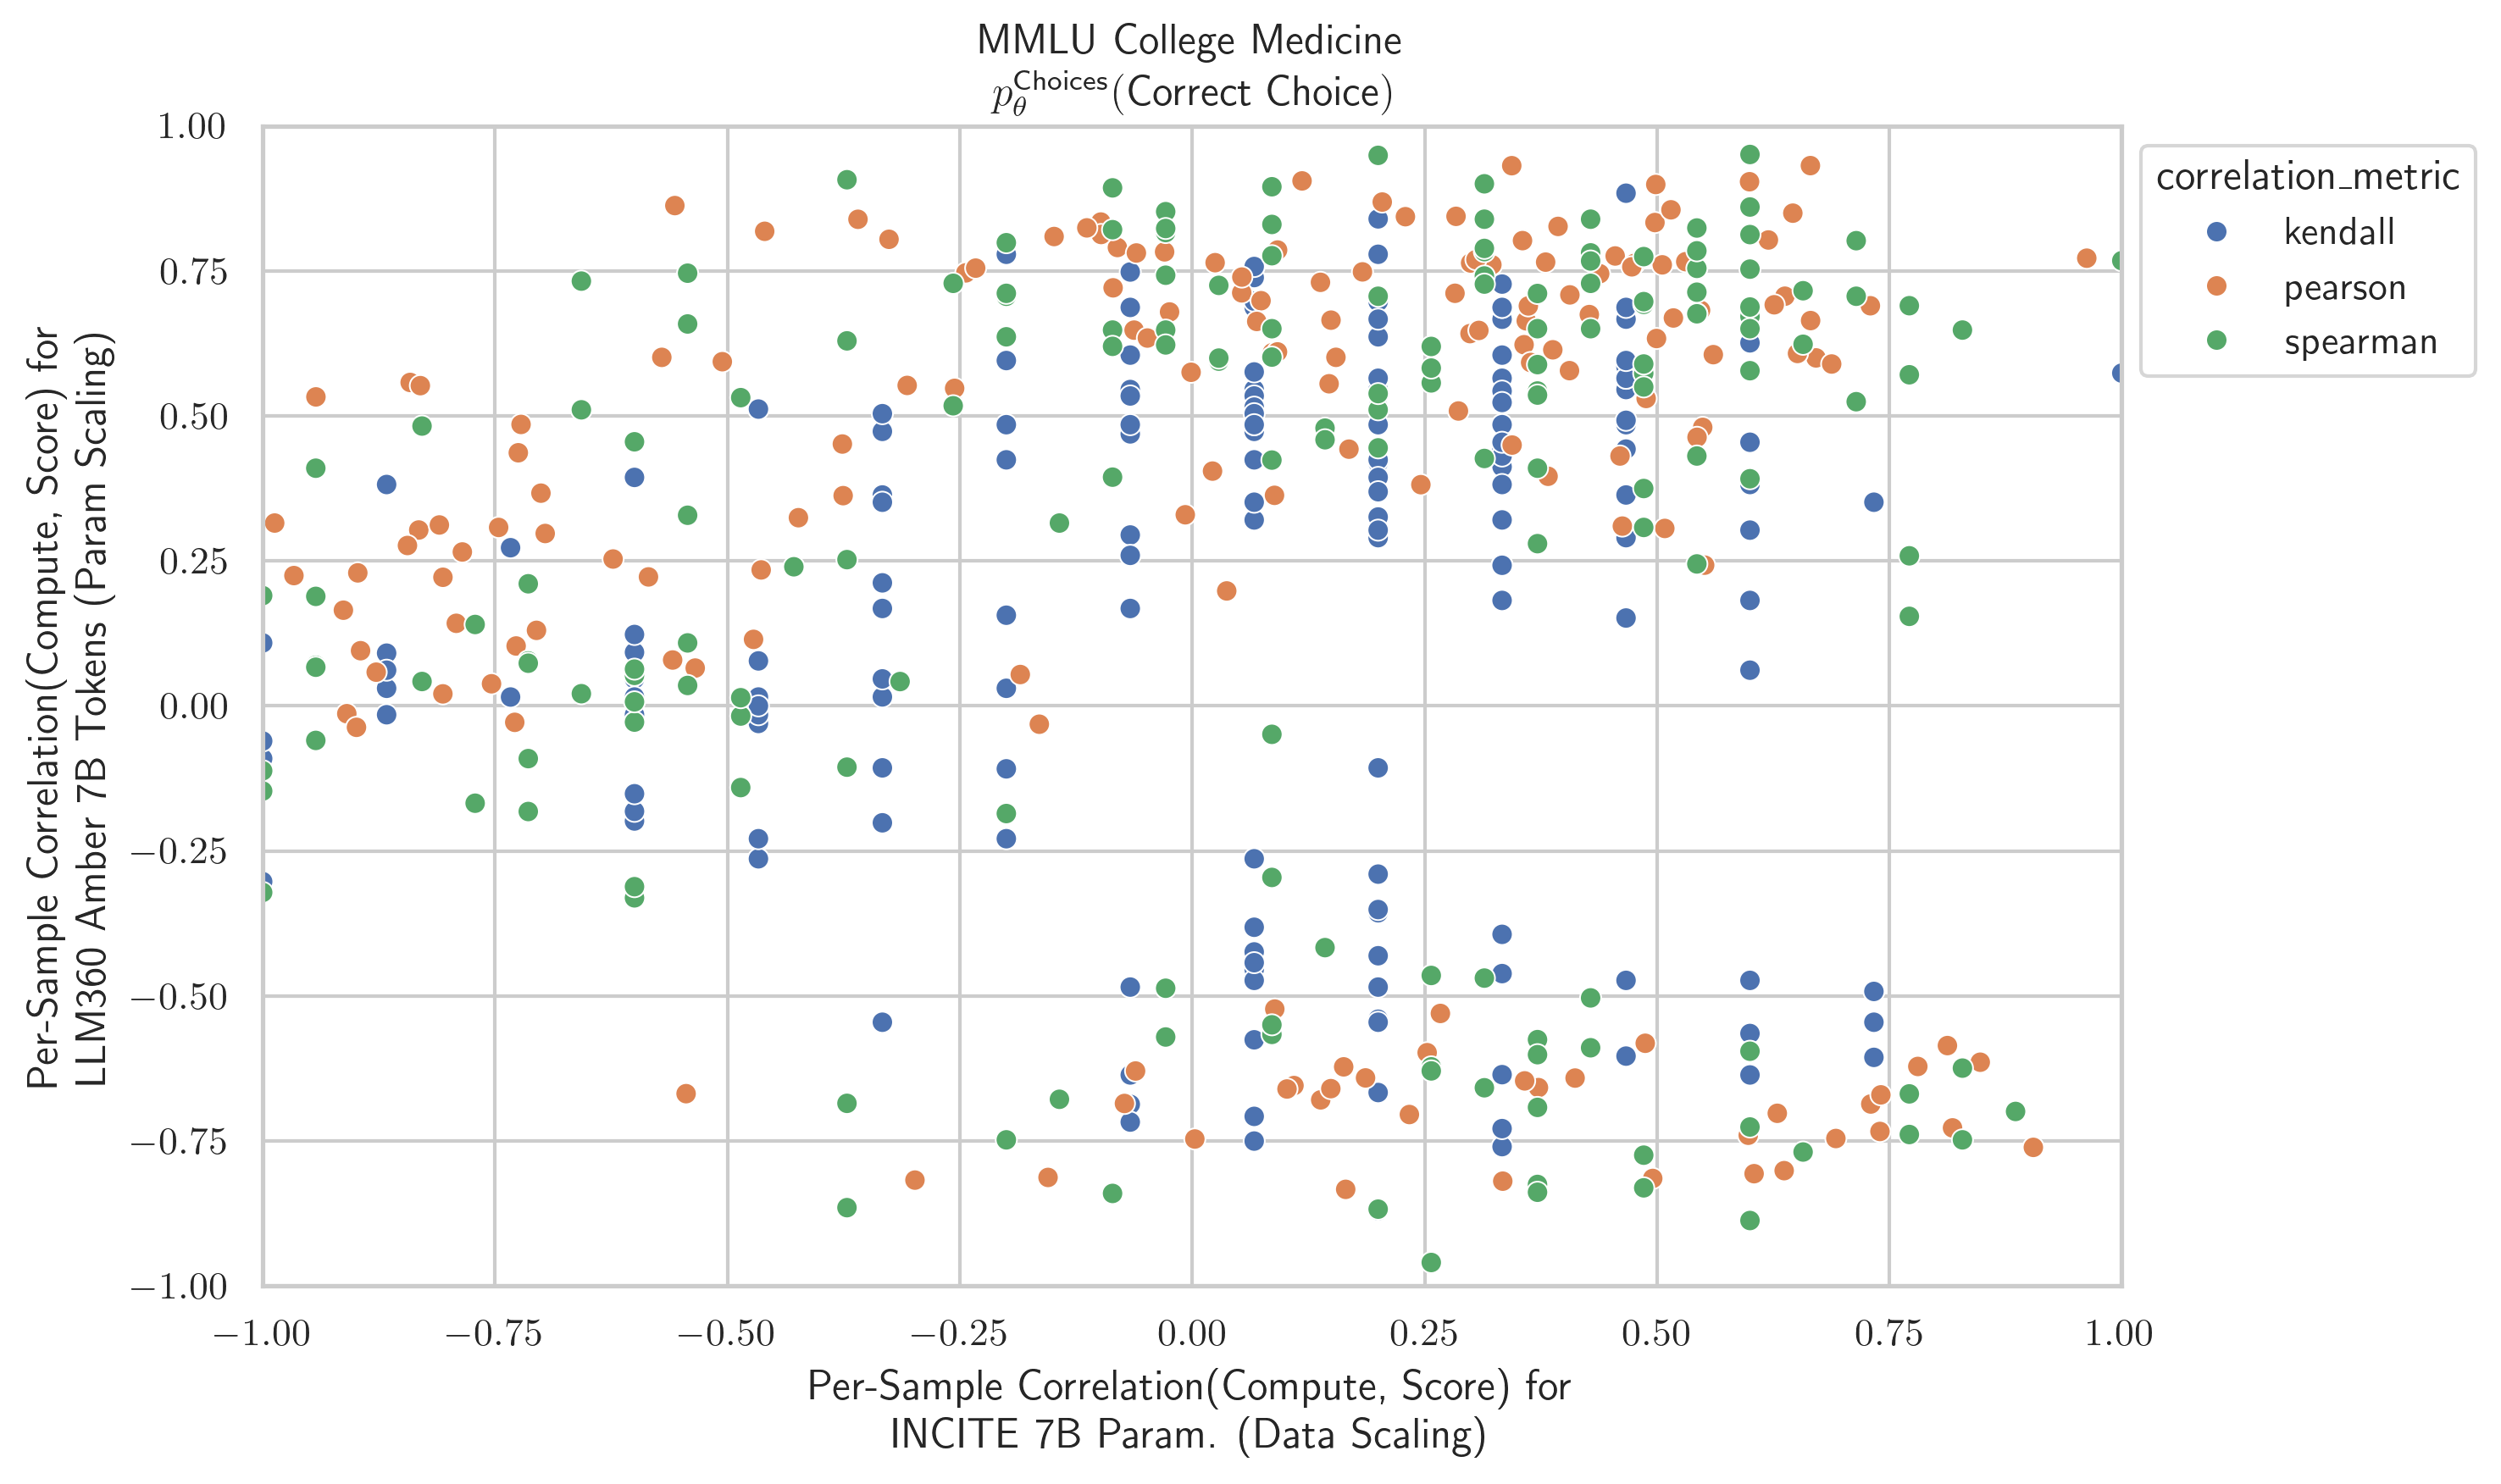 MMLU College Medicine
p_θ^Choices(Correct Choice)
1.00
0.75
0.50
0.25
0.00
−0.25
−0.50
−0.75
−1.00
Per-Sample Correlation(Compute, Score) for
LLM360 Amber 7B Tokens (Param Scaling)
−1.00 −0.75 −0.50 −0.25 0.00 0.25 0.50 0.75 1.00
Per-Sample Correlation(Compute, Score) for
INCITE 7B Param. (Data Scaling)
correlation_metric
kendall
pearson
spearman